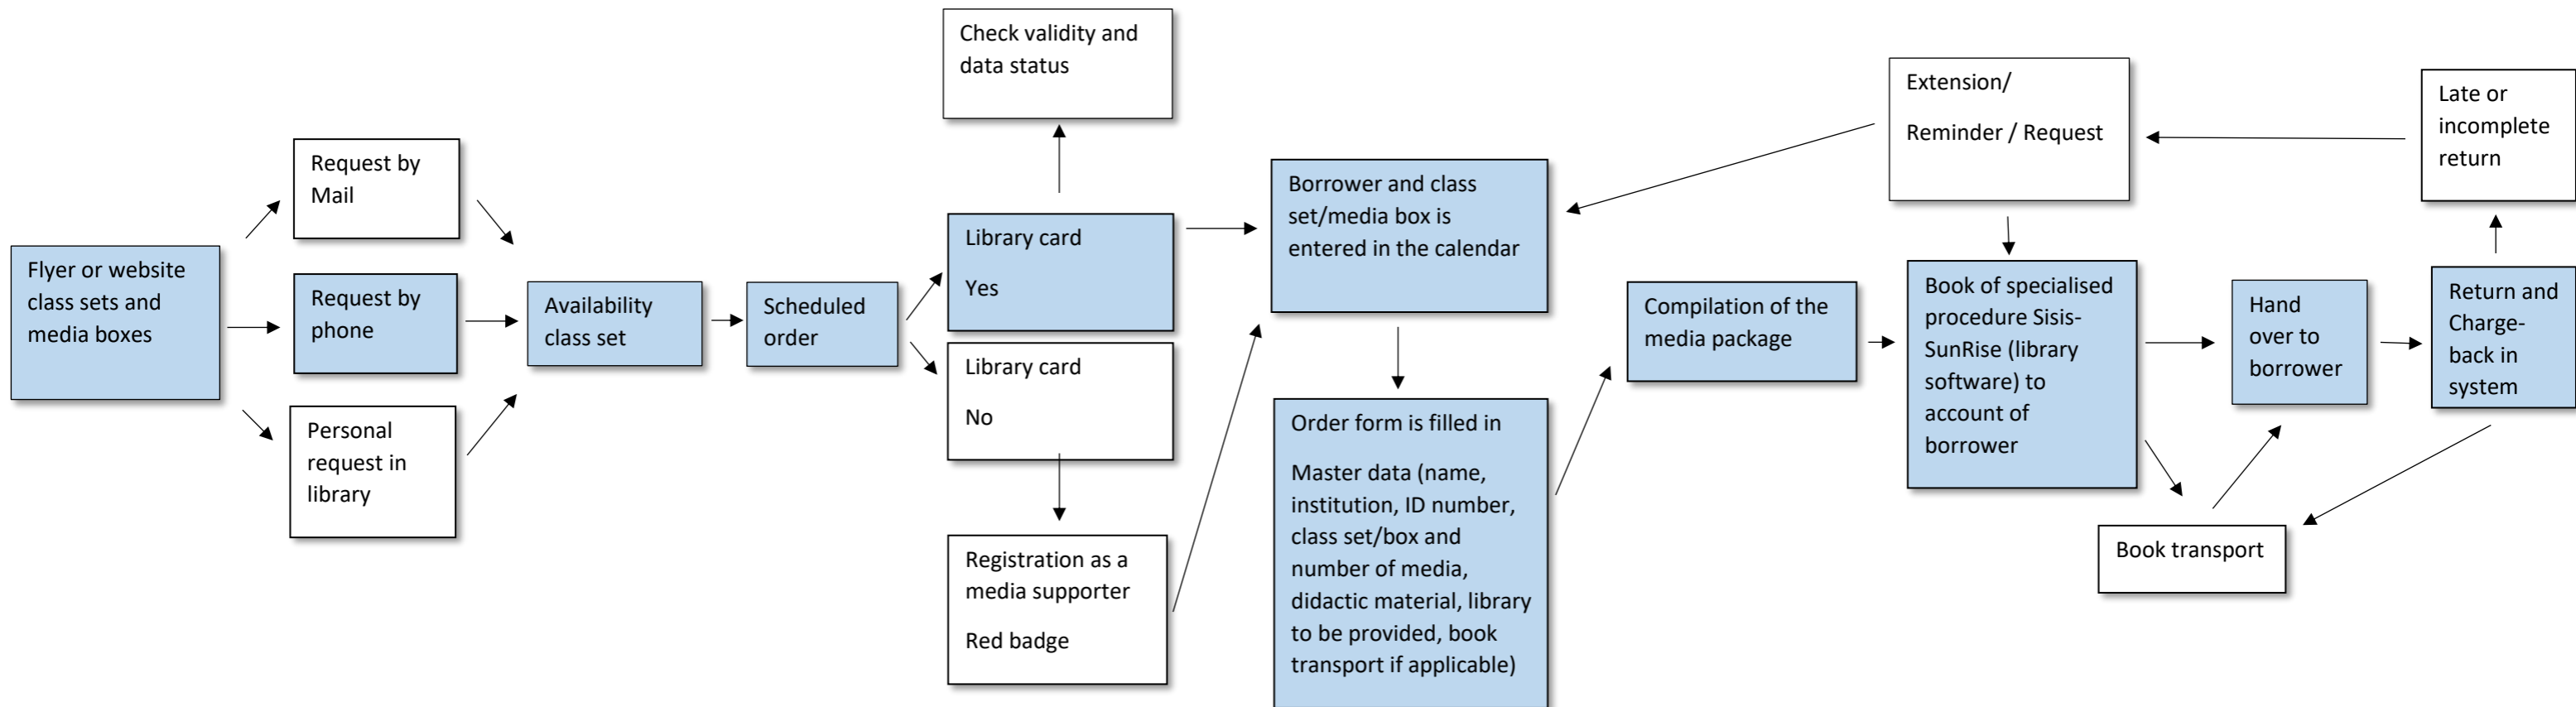 Flyer or website
class sets and
media boxes
Request by
Mail
Request by
phone
Personal
request in
library
Availability
class set
Scheduled
order
Check validity and
data status
Library card
Yes
Library card
No
Registration as a
media supporter
Red badge
Borrower and class
set/media box is
entered in the calendar
Order form is filled in
Master data (name,
institution, ID number,
class set/box and
number of media,
didactic material, library
to be provided, book
transport if applicable)
Compilation of the
media package
Extension/
Reminder / Request
Book of specialised
procedure Sisis-
SunRise (library
software) to
account of
borrower
Hand
over to
borrower
Book transport
Late or
incomplete
return
Return and
Charge-
back in
system